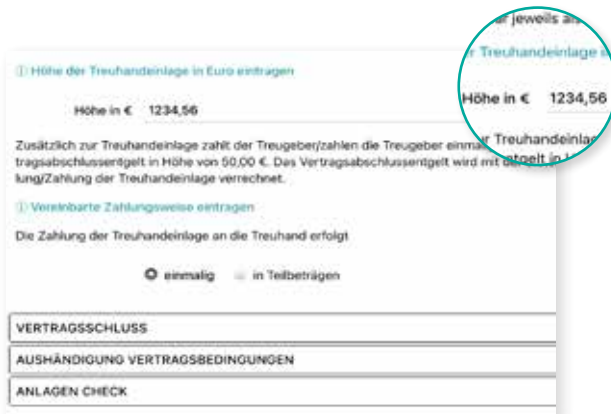 ⓘ Höhe der Treuhandeinlage in Euro eintragen
Höhe in € 1234,56
Zusätzlich zur Treuhandeinlage zahlt der Treugeber/zahlen die Treugeber
tragsabschlussentgelt in Höhe von 50,00 €. Das Vertragsabschlussentgelt wird mit
lung/Zahlung der Treuhandeinlage verrechnet.
ⓘ Vereinbarte Zahlungsweise eintragen
Die Zahlung der Treuhandeinlage an die Treuhand erfolgt
einmalig in Teilbeträgen
VERTRAGSSCHLUSS
AUSHÄNDIGUNG VERTRAGSBEDINGUNGEN
ANLAGEN CHECK
jeweils
Treuhandeinlage
Höhe in € 1234,56